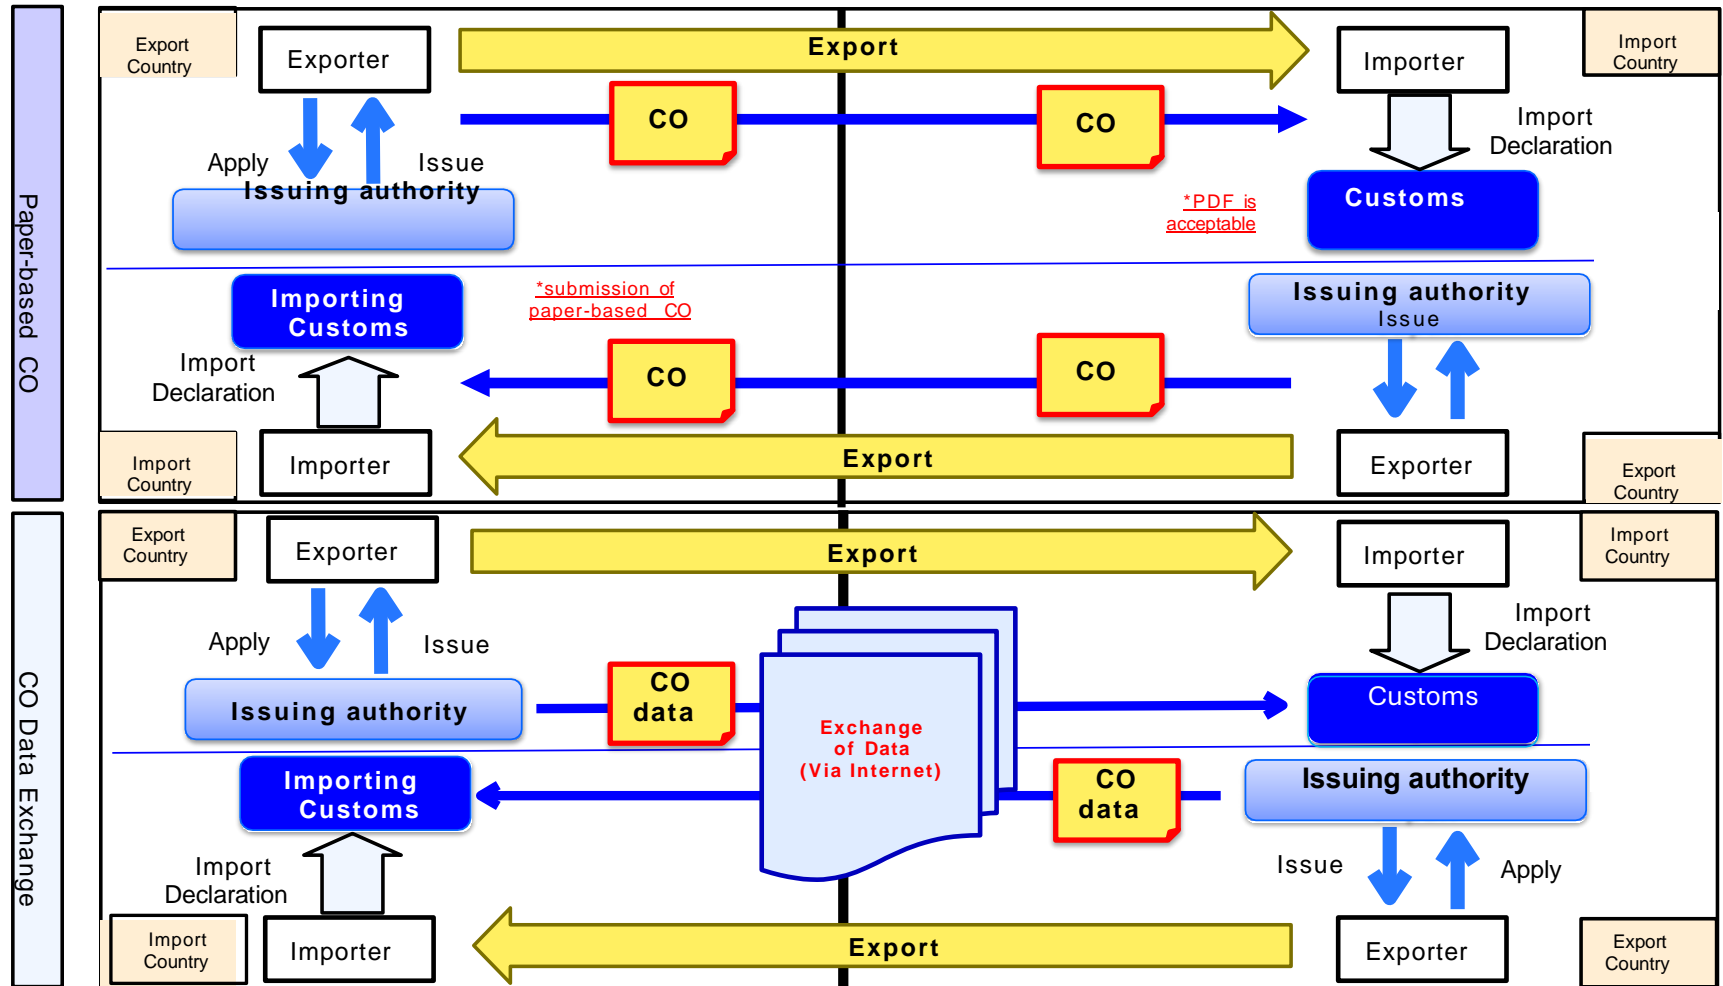 Paper-based CO
Export
Country
Exporter
Export
Importer
Import
Country
CO
CO
Apply
Issue
Import
Declaration
Issuing authority
*PDF is
acceptable
Customs
Importing
Customs
*submission of
paper-based CO
Issuing authority
Issue
Import
Declaration
CO
CO
Import
Country
Importer
Export
Exporter
Export
Country
CO Data Exchange
Export
Country
Exporter
Export
Importer
Import
Country
Apply
Issue
Import
Declaration
Issuing authority
CO
data
Exchange
of Data
(Via Internet)
Customs
Importing
Customs
CO
data
Issuing authority
Import
Declaration
Issue
Apply
Import
Country
Importer
Export
Exporter
Export
Country